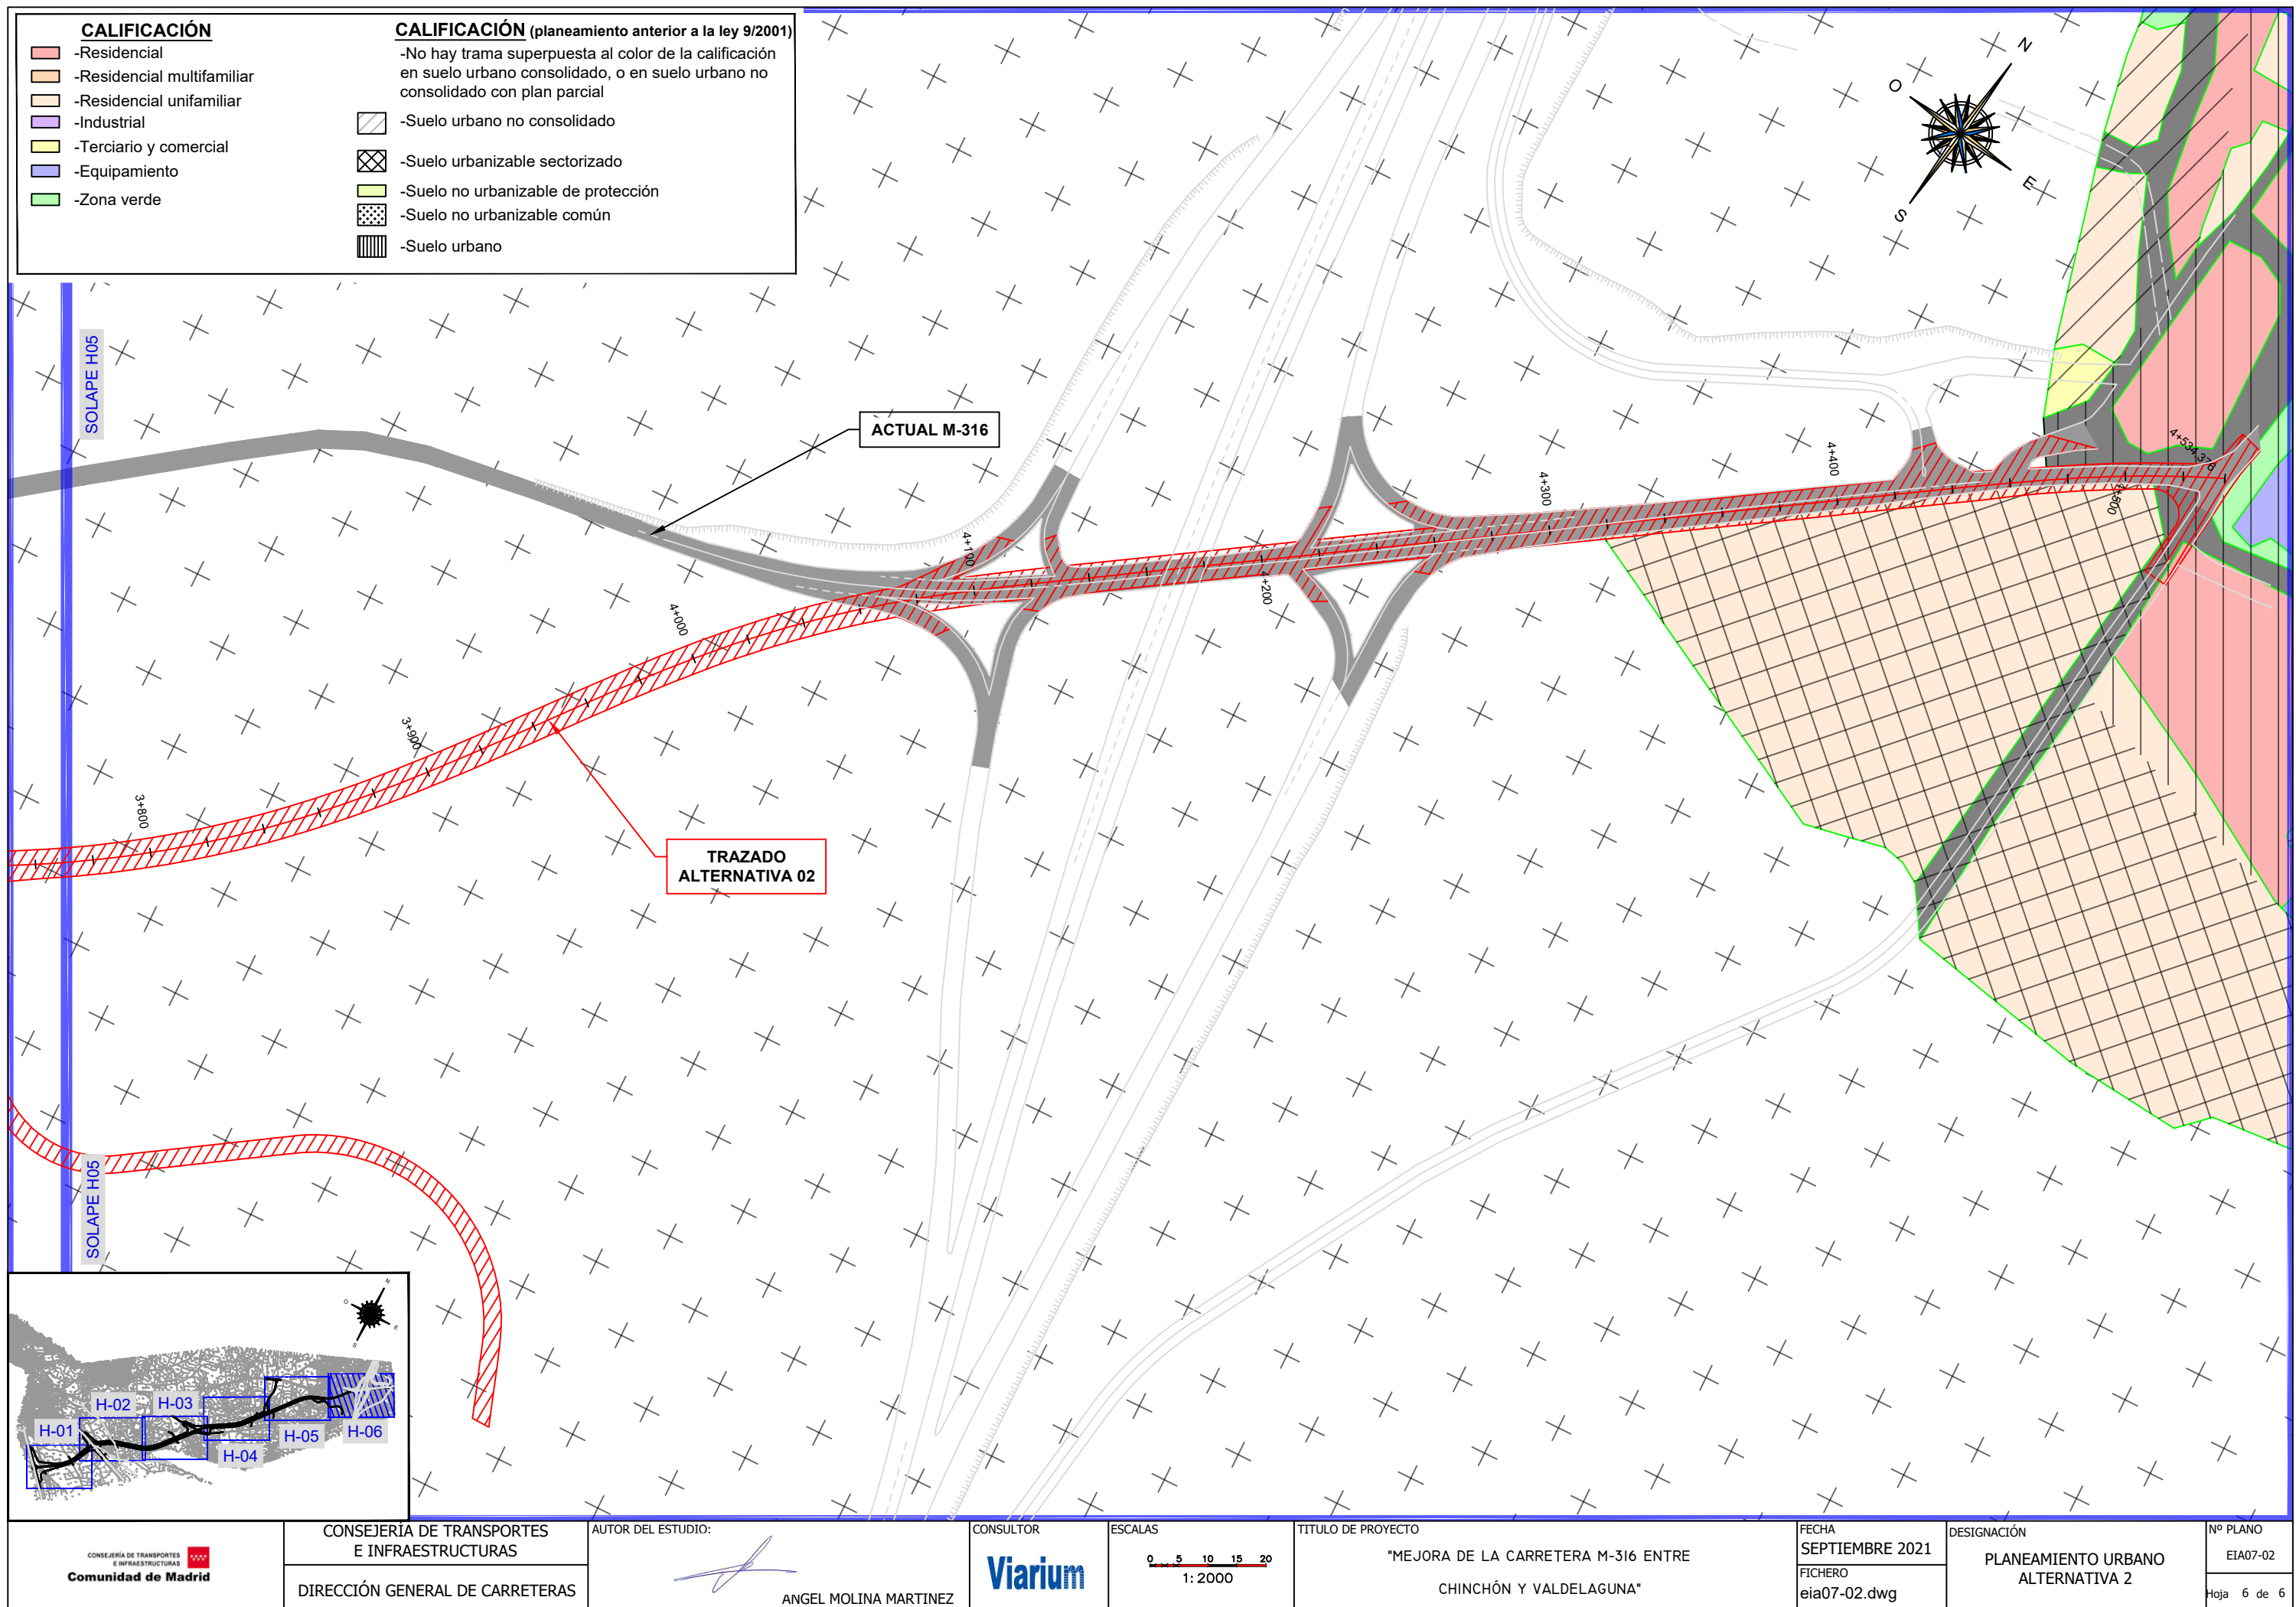 CALIFICACIÓN
-Residencial
-Residencial multifamiliar
-Residencial unifamiliar
-Industrial
-Terciario y comercial
-Equipamiento
-Zona verde
CALIFICACIÓN (planeamiento anterior a la ley 9/2001)
-No hay trama superpuesta al color de la calificación
en suelo urbano consolidado, o en suelo urbano no
consolidado con plan parcial
-Suelo urbano no consolidado
-Suelo urbanizable sectorizado
-Suelo no urbanizable de protección
-Suelo no urbanizable común
-Suelo urbano
N
O
E
S
SOLAPE H05
ACTUAL M-316
4+534.376
4+500
4+400
4+300
4+200
4+100
4+000
3+900
3+800
TRAZADO
ALTERNATIVA 02
SOLAPE H05
N
O
E
S
H-01
H-02
H-03
H-04
H-05
H-06
CONSEJERÍA DE TRANSPORTES
E INFRAESTRUCTURAS
Comunidad de Madrid
CONSEJERÍA DE TRANSPORTES
E INFRAESTRUCTURAS
DIRECCIÓN GENERAL DE CARRETERAS
AUTOR DEL ESTUDIO:
ANGEL MOLINA MARTINEZ
CONSULTOR
Viarium
ESCALAS
0 5 10 15 20
1: 2000
TITULO DE PROYECTO
"MEJORA DE LA CARRETERA M-316 ENTRE
CHINCHÓN Y VALDELAGUNA"
FECHA
SEPTIEMBRE 2021
FICHERO
eia07-02.dwg
DESIGNACIÓN
PLANEAMIENTO URBANO
ALTERNATIVA 2
Nº PLANO
EIA07-02
Hoja 6 de 6